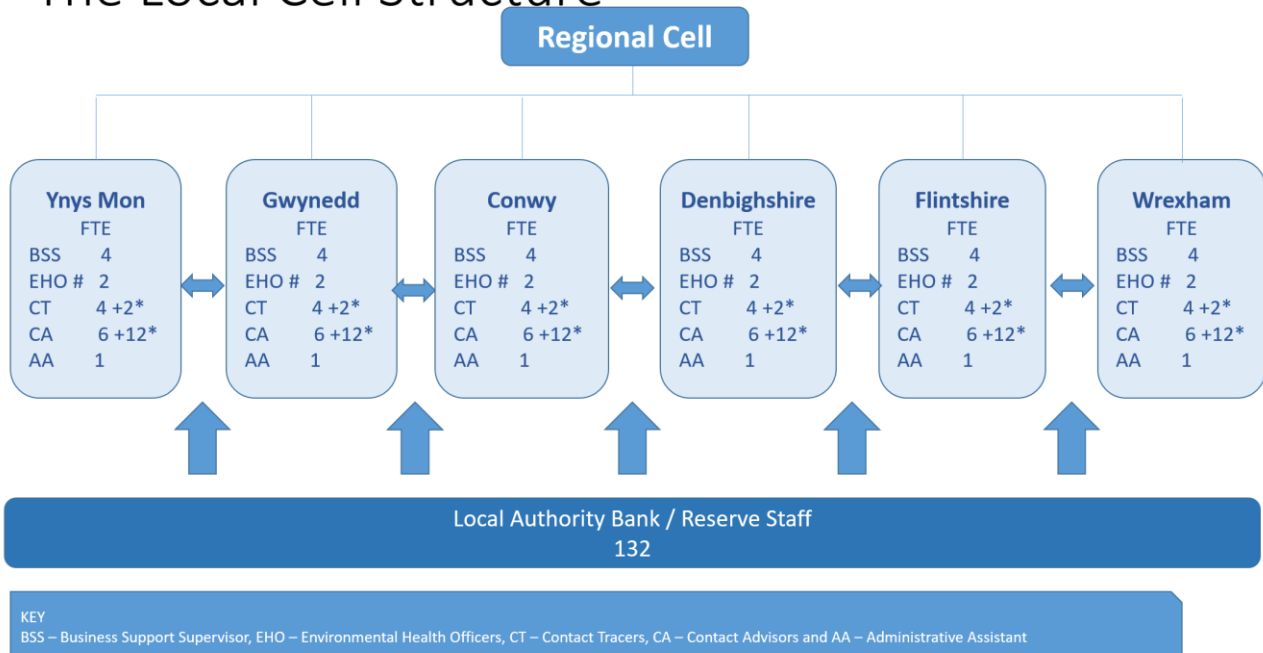 The Local Cell Structure
Regional Cell
Ynys Mon
FTE
BSS 4
EHO # 2
CT 4 +2*
CA 6 +12*
AA 1
Gwynedd
FTE
BSS 4
EHO # 2
CT 4 +2*
CA 6 +12*
AA 1
Conwy
FTE
BSS 4
EHO # 2
CT 4 +2*
CA 6 +12*
AA 1
Denbighshire
FTE
BSS 4
EHO # 2
CT 4 +2*
CA 6 +12*
AA 1
Flintshire
FTE
BSS 4
EHO # 2
CT 4 +2*
CA 6 +12*
AA 1
Wrexham
FTE
BSS 4
EHO # 2
CT 4 +2*
CA 6 +12*
AA 1
Local Authority Bank / Reserve Staff
132
KEY
BSS – Business Support Supervisor, EHO – Environmental Health Officers, CT – Contact Tracers, CA – Contact Advisors and AA – Administrative Assistant